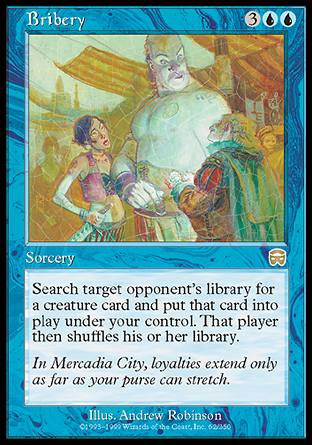 Bribery 3
Sorcery
Search target opponent's library for
a creature card and put that card into
play under your control. That player
then shuffles his or her library.
In Mercadia City, loyalties extend only
as far as your purse can stretch.
Illus. Andrew Robinson
©1993-1999 Wizards of the Coast, Inc. 62/350